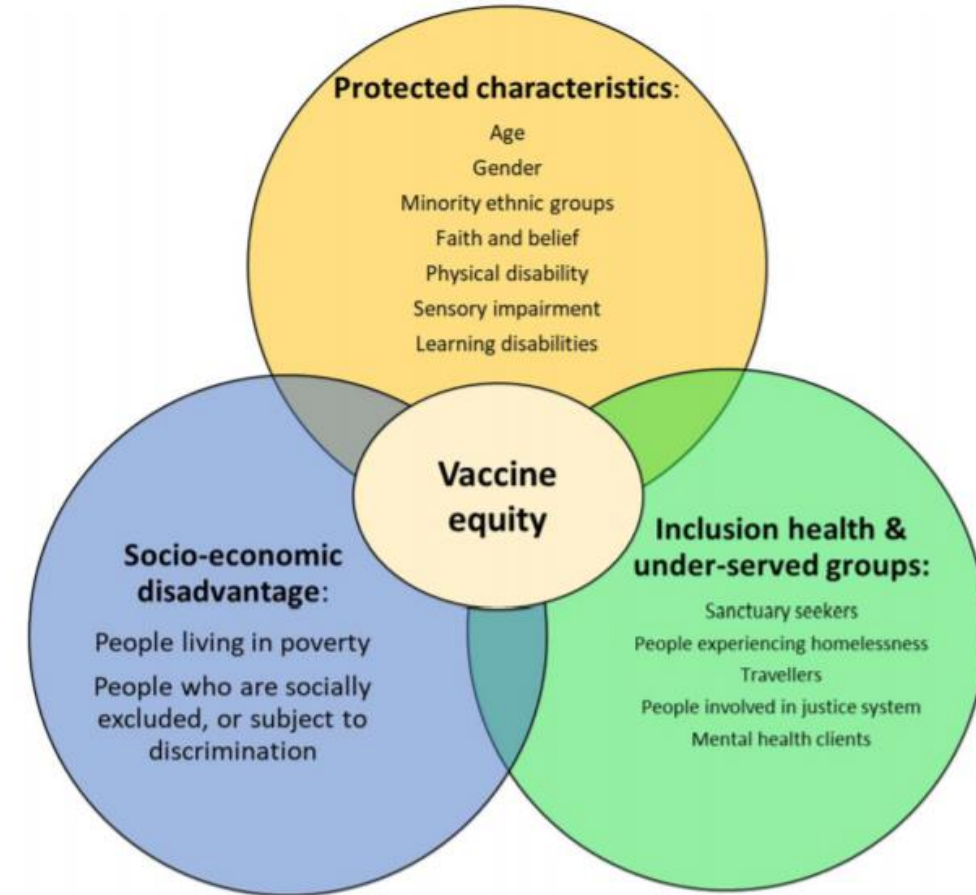 Protected characteristics:
Age
Gender
Minority ethnic groups
Faith and belief
Physical disability
Sensory impairment
Learning disabilities
Vaccine
equity
Socio-economic
disadvantage:
People living in poverty
People who are socially
excluded, or subject to
discrimination
Inclusion health &
under-served groups:
Sanctuary seekers
People experiencing homelessness
Travellers
People involved in justice system
Mental health clients